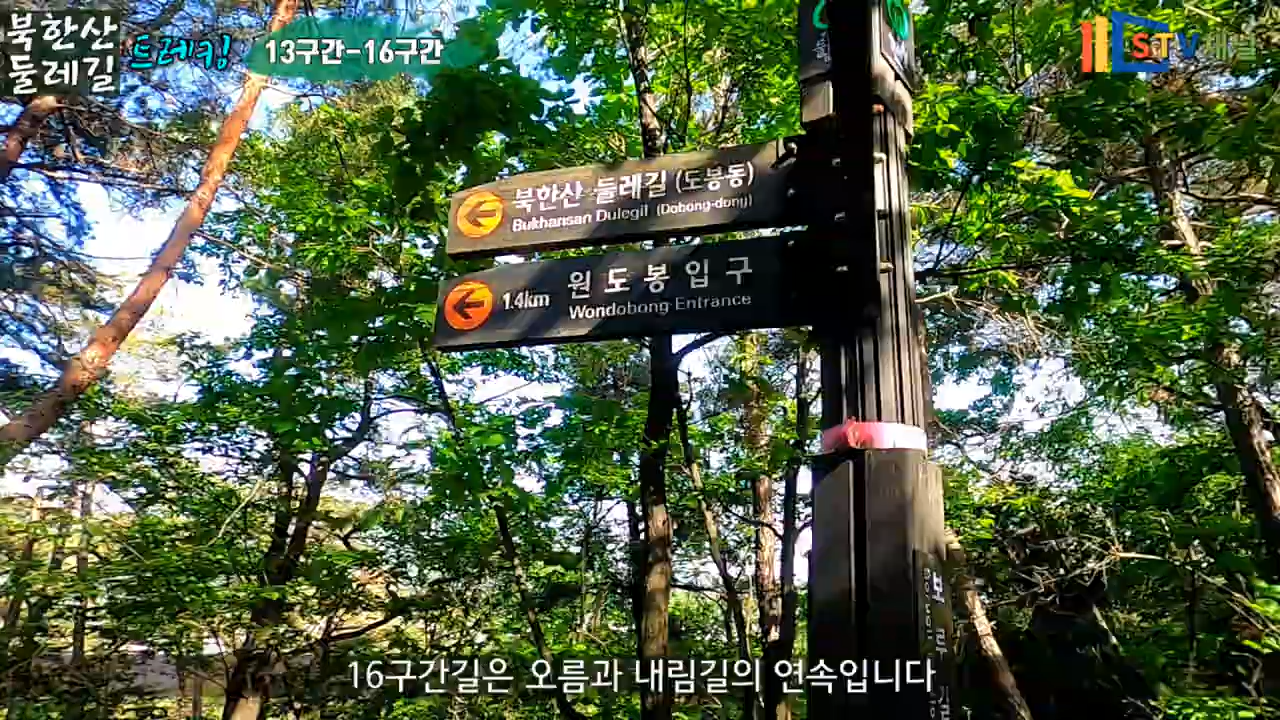 북한산
둘레길
트레킹
13구간-16구간
STV 채널
북한산 둘레길 (도봉동)
Bukhansan Dulegil (Dobong-dong)
1.4km
원도봉입구
Wondobong Entrance
16구간길은 오름과 내림길의 연속입니다